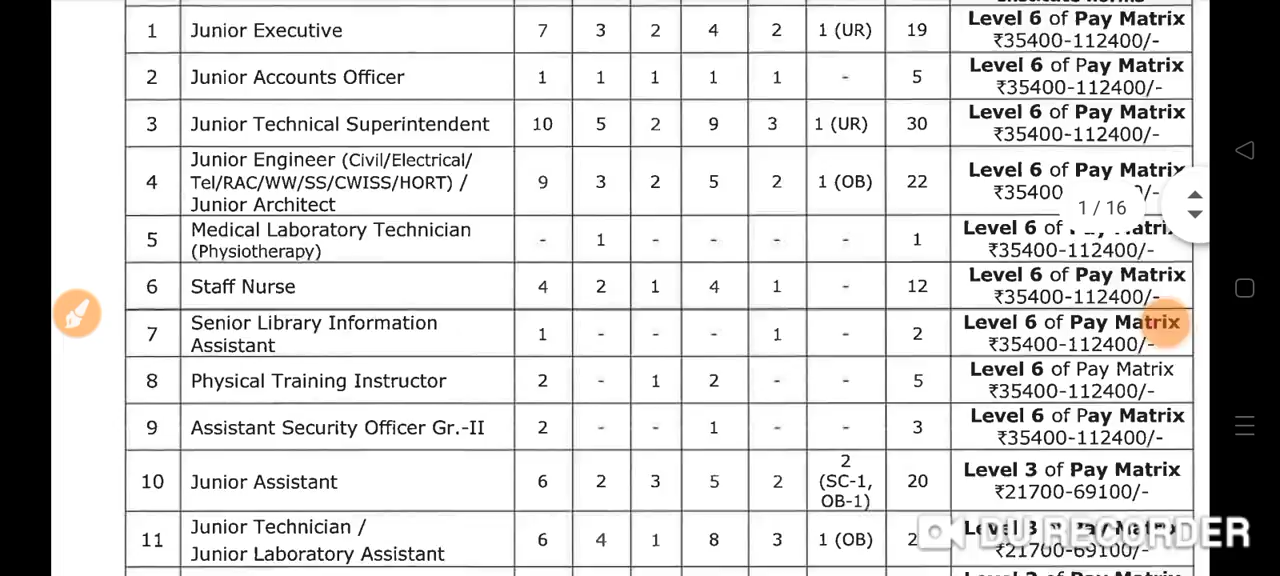 1 Junior Executive 7 3 2 4 2 1 (UR) 19 Level 6 of Pay Matrix
₹35400-112400/-
2 Junior Accounts Officer 1 1 1 1 1 - 5 Level 6 of Pay Matrix
₹35400-112400/-
3 Junior Technical Superintendent 10 5 2 9 3 1 (UR) 30 Level 6 of Pay Matrix
₹35400-112400/-
4 Junior Engineer (Civil/Electrical/
Tel/RAC/WW/SS/CWISS/HORT) /
Junior Architect 9 3 2 5 2 1 (OB) 22 Level 6 of Pay Matrix
₹35400
1 / 16
5 Medical Laboratory Technician
(Physiotherapy) - 1 - - - - 1 Level 6 of
₹35400-112400/-
6 Staff Nurse 4 2 1 4 1 - 12 Level 6 of Pay Matrix
₹35400-112400/-
7 Senior Library Information
Assistant 1 - - - 1 - 2 Level 6 of Pay Matrix
₹35400-112400/-
8 Physical Training Instructor 2 - 1 2 - - 5 Level 6 of Pay Matrix
₹35400-112400/-
9 Assistant Security Officer Gr.-II 2 - - 1 - - 3 Level 6 of Pay Matrix
₹35400-112400/-
10 Junior Assistant 6 2 3 5 2 2
(SC-1,
OB-1) 20 Level 3 of Pay Matrix
₹21700-69100/-
11 Junior Technician /
Junior Laboratory Assistant 6 4 1 8 3 1 (OB) Level 3 of Pay Matrix
₹21700-69100/-
DU RECORDER